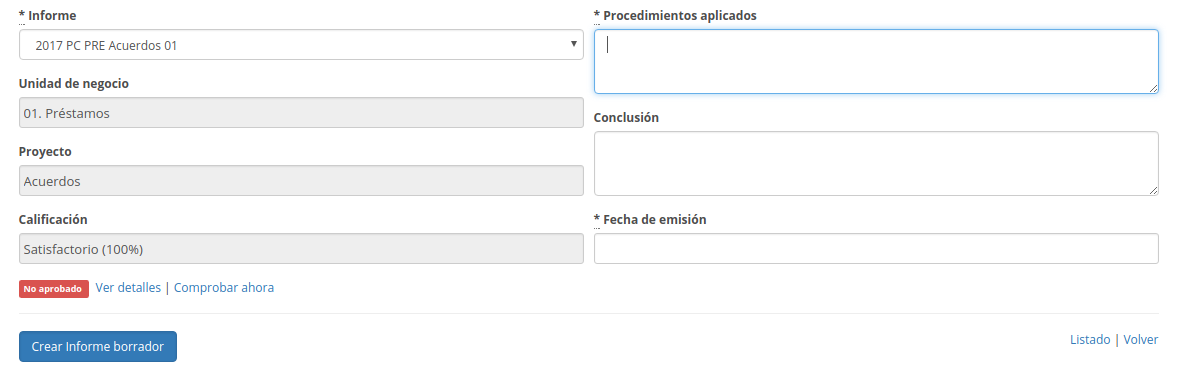 * Informe
2017 PC PRE Acuerdos 01
Unidad de negocio
01. Préstamos
Proyecto
Acuerdos
Calificación
Satisfactorio (100%)
No aprobado Ver detalles | Comprobar ahora
* Procedimientos aplicados
Conclusión
* Fecha de emisión
Crear Informe borrador
Listado | Volver